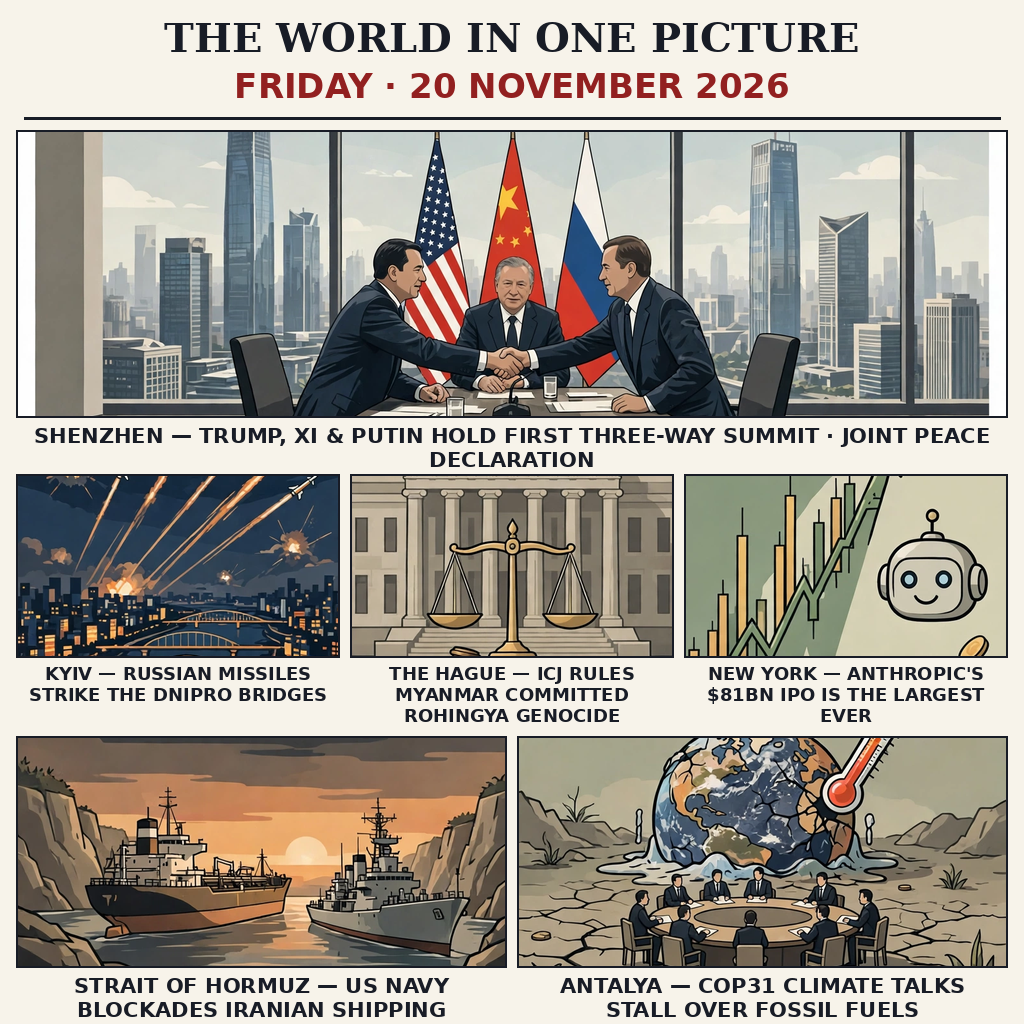 THE WORLD IN ONE PICTURE
FRIDAY · 20 NOVEMBER 2026
SHENZHEN — TRUMP, XI & PUTIN HOLD FIRST THREE-WAY SUMMIT · JOINT PEACE
DECLARATION
KYIV — RUSSIAN MISSILES
STRIKE THE DNIPRO BRIDGES
THE HAGUE — ICJ RULES
MYANMAR COMMITTED
ROHINGYA GENOCIDE
NEW YORK — ANTHROPIC'S
$81BN IPO IS THE LARGEST
EVER
STRAIT OF HORMUZ — US NAVY
BLOCKADES IRANIAN SHIPPING
ANTALYA — COP31 CLIMATE TALKS
STALL OVER FOSSIL FUELS